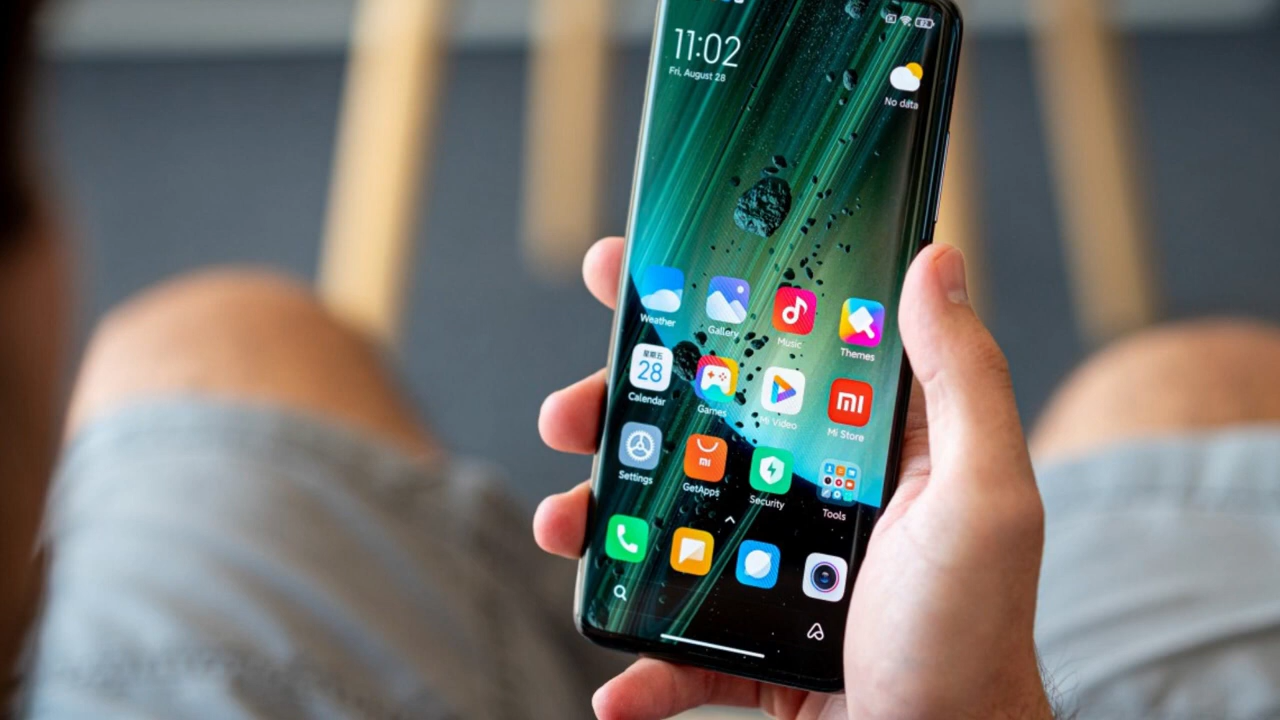 11:02
Fri, August 28
No data
Weather
Gallery
Music
Themes
星期五
28
Calendar
Games
Mi Video
mi
Mi Store
Settings
mi
GetApps
Security
Tools